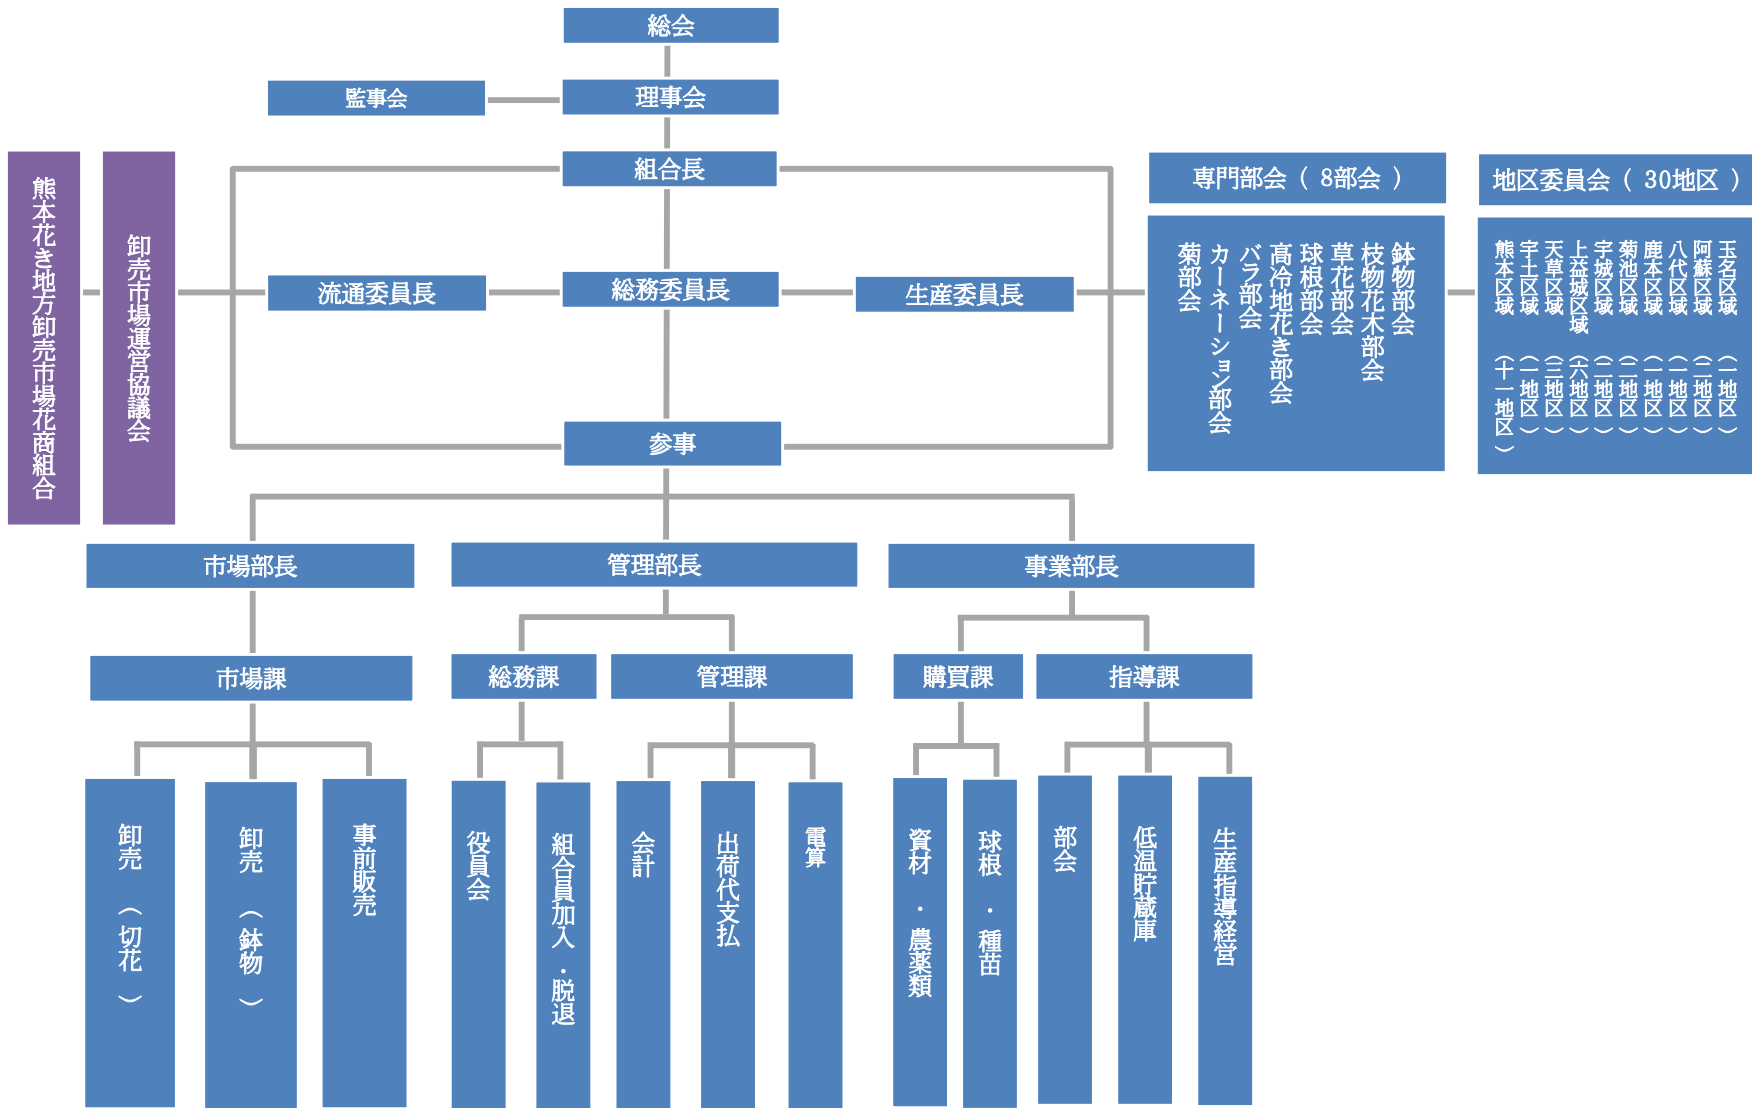 総会
監事会
理事会
組合長
熊本花き地方卸売市場花商組合
卸売市場運営協議会
流通委員長
総務委員長
生産委員長
専門部会（ 8部会 ）
鉢物部会
枝物花木部会
草花部会
球根部会
高冷地花き部会
バラ部会
カーネーション部会
菊部会
地区委員会（ 30地区 ）
玉名区域 （一地区）
阿蘇区域 （二地区）
八代区域 （一地区）
鹿本区域 （一地区）
菊池区域 （二地区）
宇城区域 （二地区）
上益城区域 （六地区）
天草区域 （三地区）
宇土区域 （一地区）
熊本区域 （十一地区）
参事
市場部長
管理部長
事業部長
市場課
総務課
管理課
購買課
指導課
卸売 （切花 ）
卸売 （鉢物 ）
事前販売
役員会
組合員加入 ・脱退
会計
出荷代支払
電算
資材 ・農薬類
球根 ・種苗
部会
低温貯蔵庫
生産指導経営